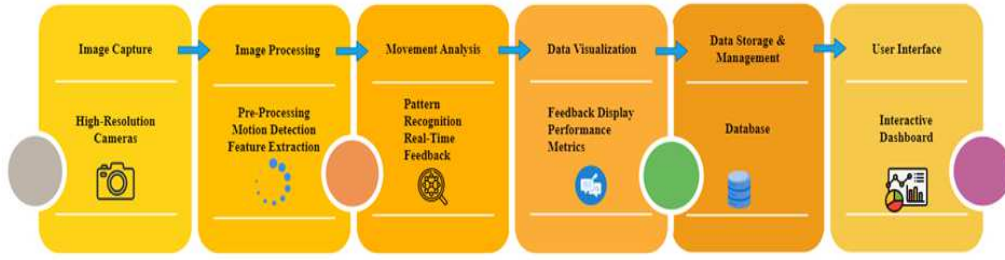 Image Capture
High-Resolution
Cameras
Image Processing
Pre-Processing
Motion Detection
Feature Extraction
Movement Analysis
Pattern
Recognition
Real-Time
Feedback
Data Visualization
Feedback Display
Performance
Metrics
Data Storage &
Management
Database
User Interface
Interactive
Dashboard